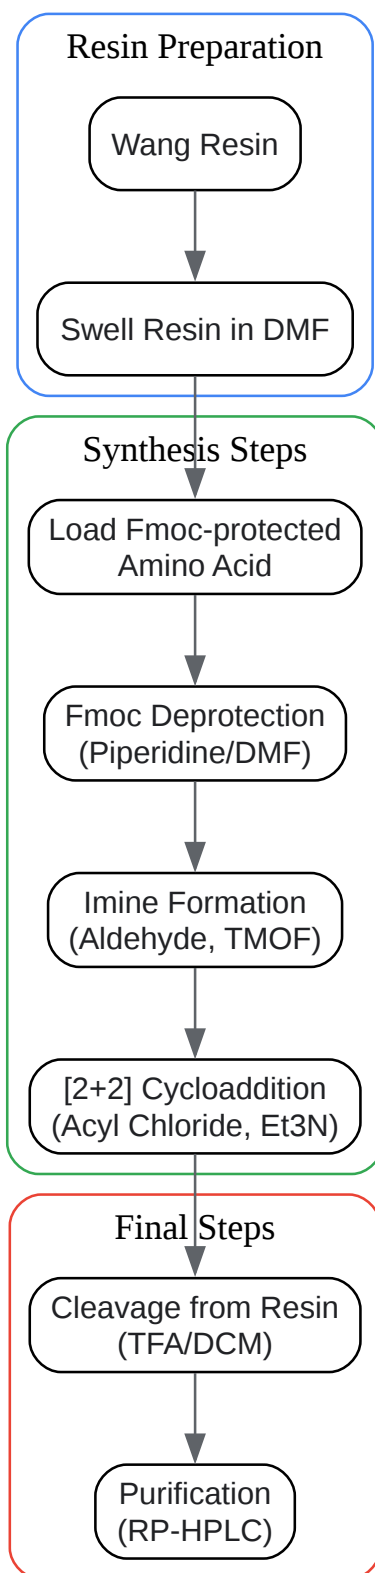 Resin Preparation
Wang Resin
Swell Resin in DMF
Synthesis Steps
Load Fmoc-protected
Amino Acid
Fmoc Deprotection
(Piperidine/DMF)
Imine Formation
(Aldehyde, TMOF)
[2+2] Cycloaddition
(Acyl Chloride, Et3N)
Final Steps
Cleavage from Resin
(TFA/DCM)
Purification
(RP-HPLC)